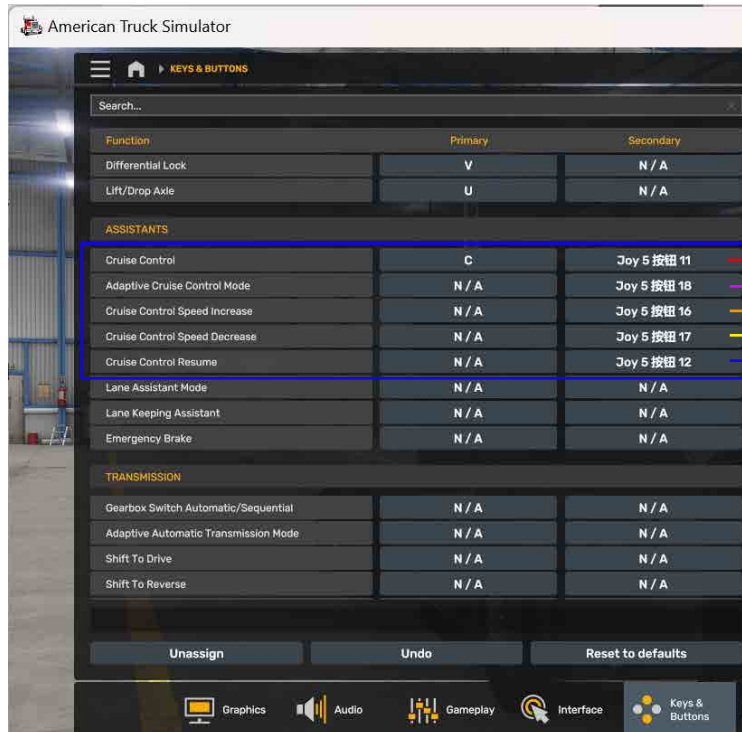 American Truck Simulator
KEYS & BUTTONS
Search...
Function Primary Secondary
Differential Lock V N / A
Lift/Drop Axle U N / A
ASSISTANTS
Cruise Control C Joy 5 按钮 11
Adaptive Cruise Control Mode N / A Joy 5 按钮 18
Cruise Control Speed Increase N / A Joy 5 按钮 16
Cruise Control Speed Decrease N / A Joy 5 按钮 17
Cruise Control Resume N / A Joy 5 按钮 12
Lane Assistant Mode N / A N / A
Lane Keeping Assistant N / A N / A
Emergency Brake N / A N / A
TRANSMISSION
Gearbox Switch Automatic/Sequential N / A N / A
Adaptive Automatic Transmission Mode N / A N / A
Shift To Drive N / A N / A
Shift To Reverse N / A N / A
Unassign Undo Reset to defaults
Graphics Audio Gameplay Interface Keys & Buttons